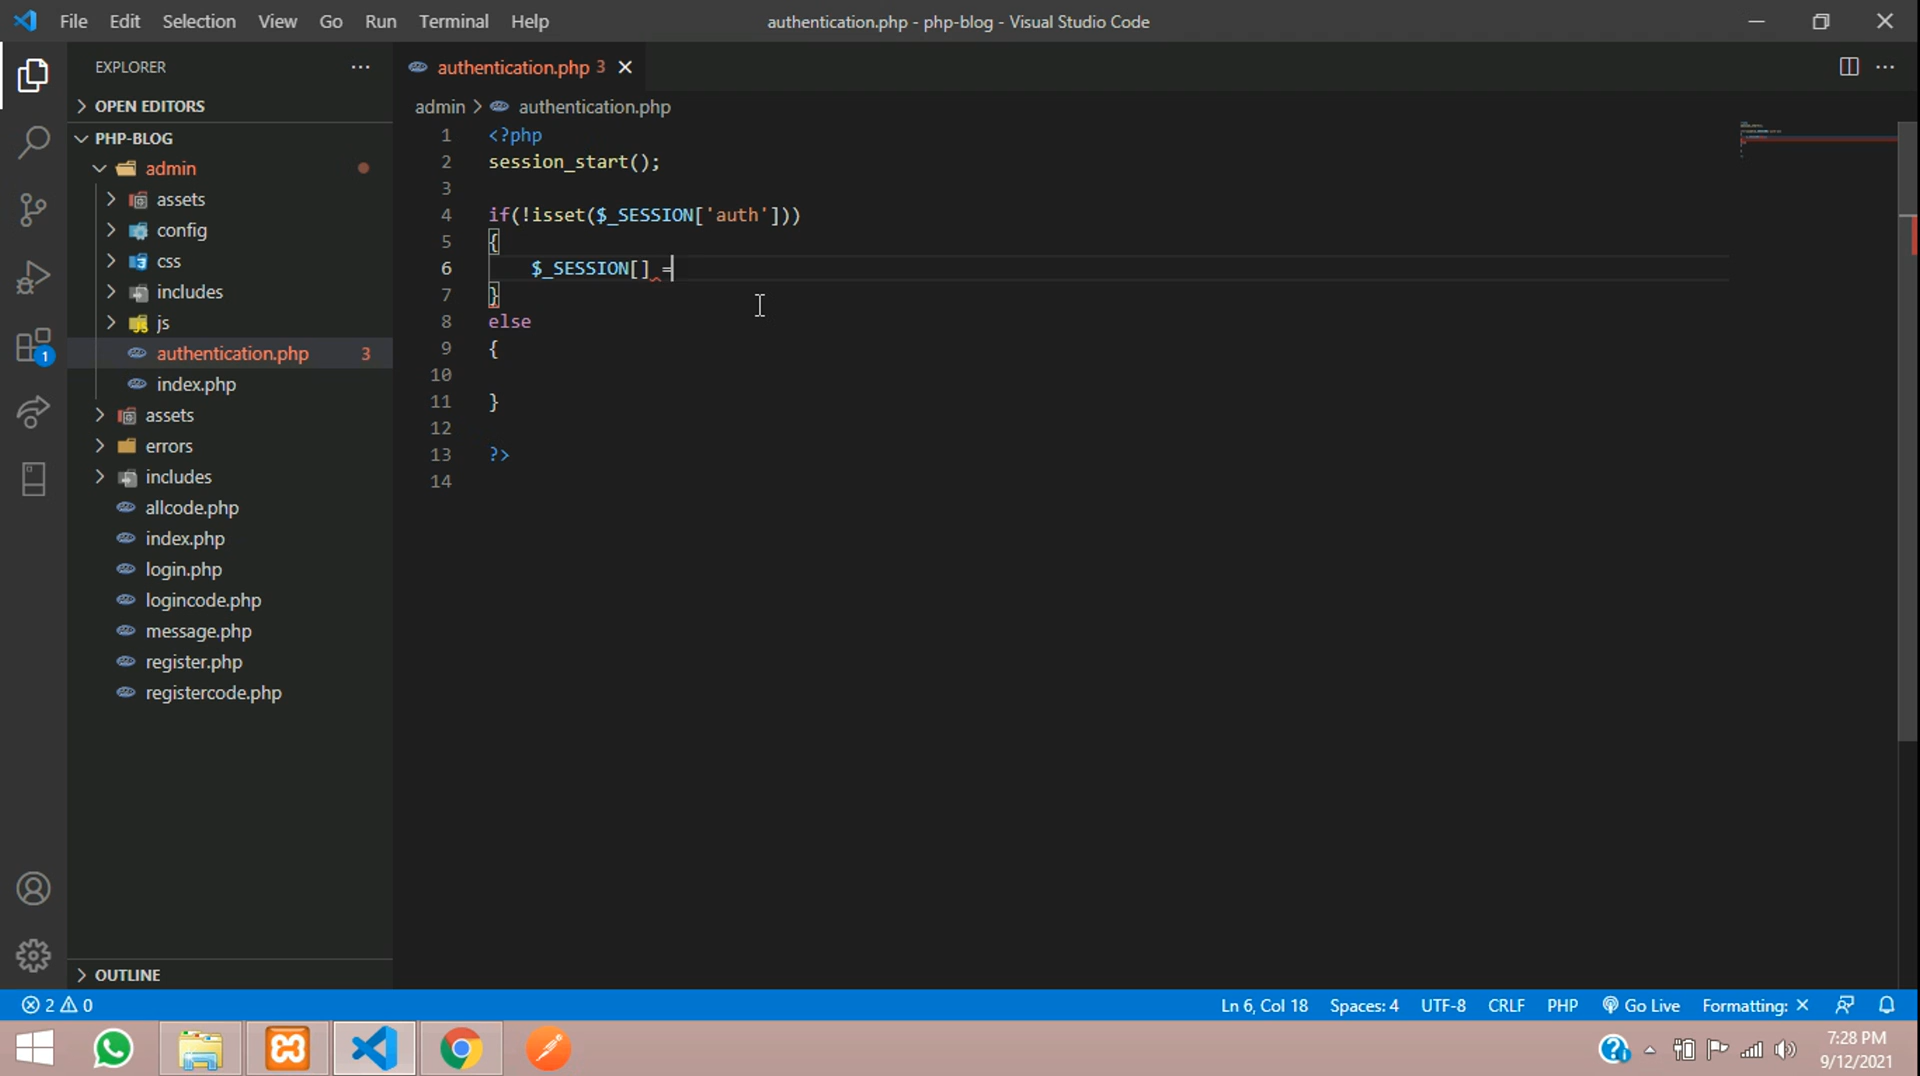 File Edit Selection View Go Run Terminal Help authentication.php - php-blog - Visual Studio Code
EXPLORER
authentication.php 3
OPEN EDITORS
admin > authentication.php
PHP-BLOG
admin
assets
config
css
includes
js
authentication.php 3
index.php
assets
errors
includes
allcode.php
index.php
login.php
logincode.php
message.php
register.php
registercode.php
OUTLINE
1 <?php
2 session_start();
3
4 if(!isset($_SESSION['auth']))
5 {
6 $_SESSION[] =
7 }
8 else
9 {
10
11 }
12
13 ?>
14
1
JS
2 0
Ln 6, Col 18 Spaces: 4 UTF-8 CRLF PHP Go Live Formatting: ×
7:28 PM
9/12/2021